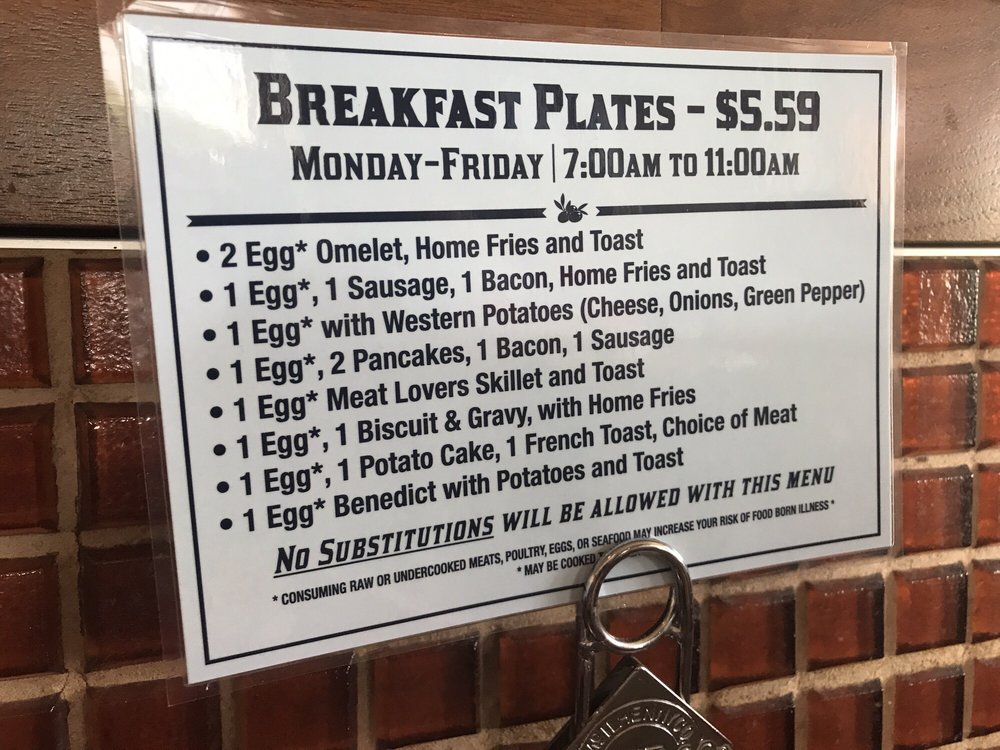 BREAKFAST PLATES - $5.59
MONDAY-FRIDAY | 7:00AM TO 11:00AM
• 2 Egg* Omelet, Home Fries and Toast
• 1 Egg*, 1 Sausage, 1 Bacon, Home Fries and Toast
• 1 Egg* with Western Potatoes (Cheese, Onions, Green Pepper)
• 1 Egg*, 2 Pancakes, 1 Bacon, 1 Sausage
• 1 Egg* Meat Lovers Skillet and Toast
• 1 Egg*, 1 Biscuit & Gravy, with Home Fries
• 1 Egg*, 1 Potato Cake, 1 French Toast, Choice of Meat
• 1 Egg* Benedict with Potatoes and Toast
NO SUBSTITUTIONS WILL BE ALLOWED WITH THIS MENU
* CONSUMING RAW OR UNDERCOOKED MEATS, POULTRY, EGGS, OR SEAFOOD MAY INCREASE YOUR RISK OF FOOD BORN ILLNESS *
* MAY BE COOKED